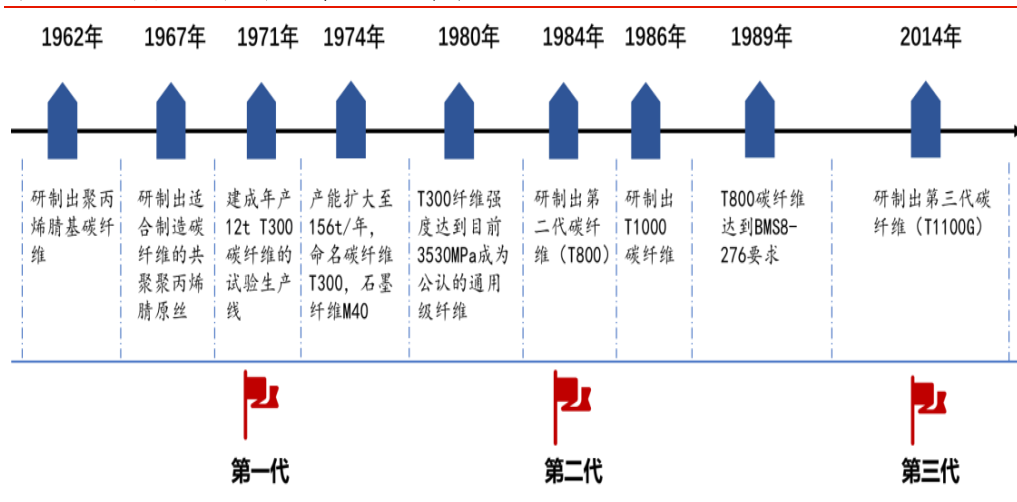 1962年
1967年
1971年
1974年
1980年
1984年
1986年
1989年
2014年
研制出聚丙
烯腈基碳纤
维
研制出适
合制造碳
纤维的共
聚聚丙烯
腈原丝
建成年产
12t T300
碳纤维的
试验生产
线
产能扩大至
156t/年,
命名碳纤维
T300, 石墨
纤维M40
T300纤维强
度达到目前
3530MPa成为
公认的通用
级纤维
研制出第
二代碳纤
维（T800）
研制出
T1000
碳纤维
T800碳纤维
达到BMS8-
276要求
研制出第三代碳
纤维（T1100G）
第一代
第二代
第三代